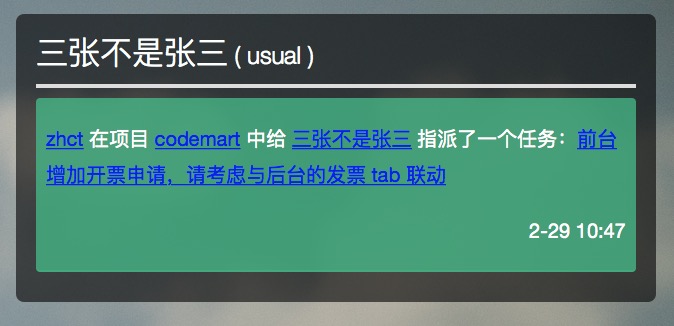 三张不是张三 ( usual )
zhct 在项目 codemart 中给 三张不是张三 指派了一个任务：前台
增加开票申请，请考虑与后台的发票 tab 联动
2-29 10:47